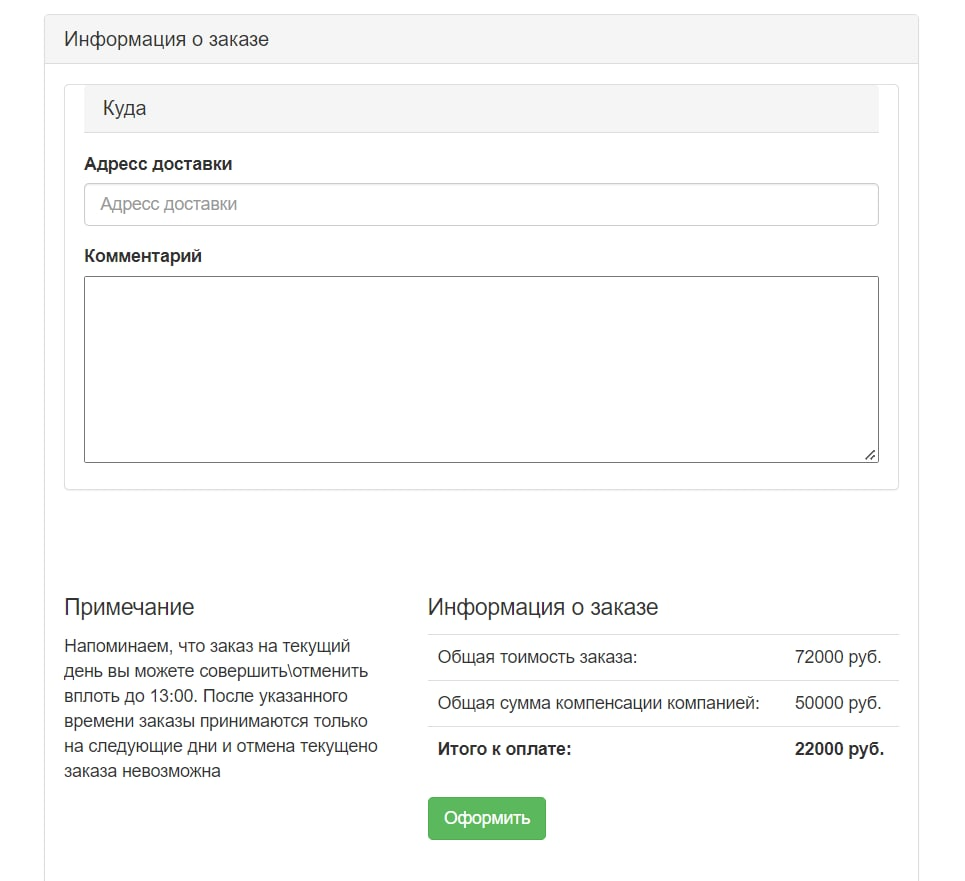 Информация о заказе
Куда
Адресс доставки
Адресс доставки
Комментарий
Примечание
Напоминаем, что заказ на текущий
день вы можете совершить\отменить
вплоть до 13:00. После указанного
времени заказы принимаются только
на следующие дни и отмена текущено
заказа невозможна
Информация о заказе
Общая тоимость заказа: 72000 руб.
Общая сумма компенсации компанией: 50000 руб.
Итого к оплате: 22000 руб.
Оформить